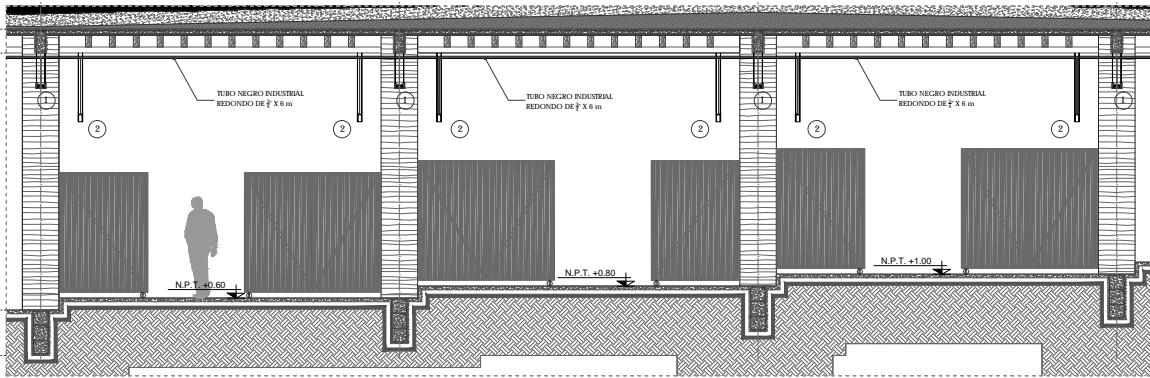 TUBO NEGRO INDUSTRIAL
REDONDO DE ¾" X 6 m
TUBO NEGRO INDUSTRIAL
REDONDO DE ¾" X 6 m
TUBO NEGRO INDUSTRIAL
REDONDO DE ¾" X 6 m
1
1
1
1
2
2
2
2
2
2
N.P.T. +0.60
N.P.T. +0.80
N.P.T. +1.00